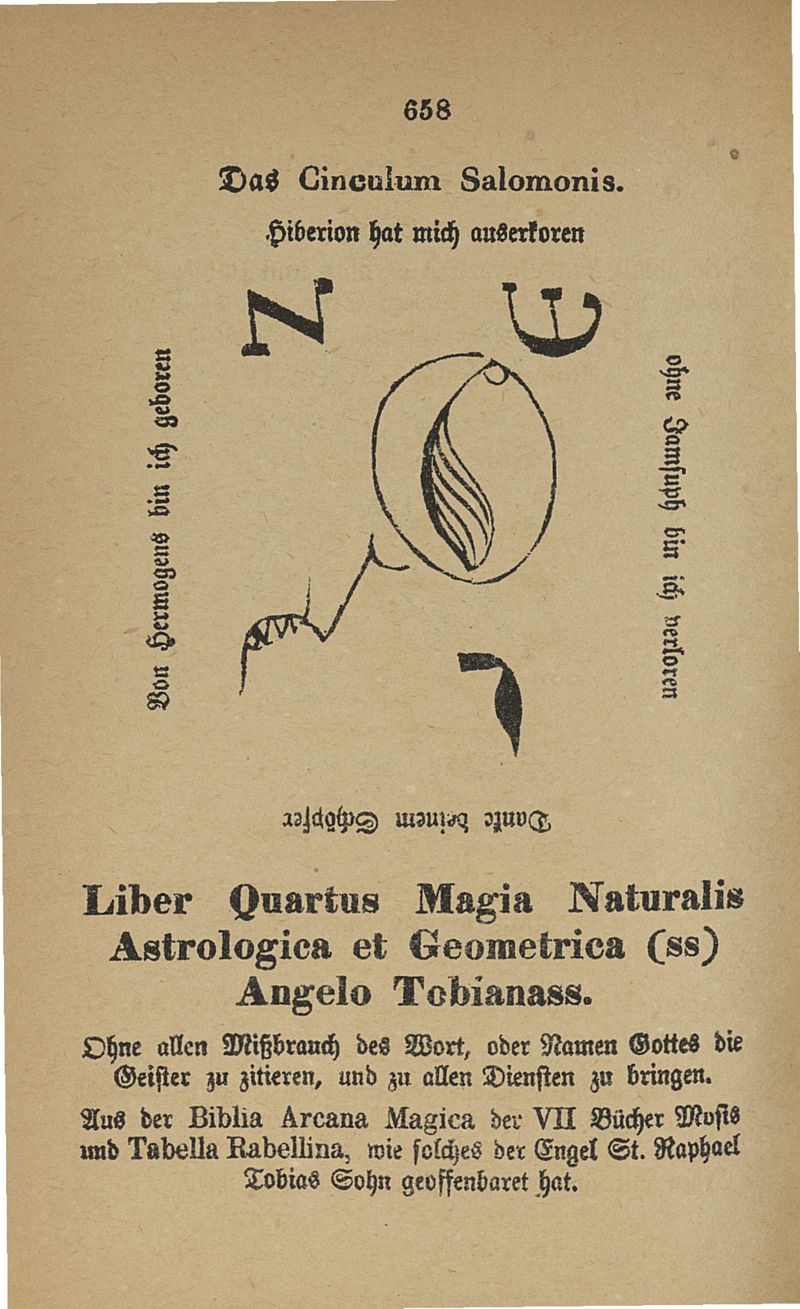 658
Das Cinculum Salomonis.
Hiberion hat mich auserkoren
Von Hermogens bin ich geboren
ohne Jamsuph bin ich verloren
Danke deinem Schöpfer
Liber Quartus Magia Naturalis
Astrologica et Geometrica (ss)
Angelo Tobianass.
Ohne allen Mißbrauch des Wort, oder Namen Gottes die
Geister zu zitieren, und zu allen Diensten zu bringen.
Aus der Biblia Arcana Magica der VII Bücher Mosis
und Tabella Rabellina, wie solches der Engel St. Raphael
Tobias Sohn geoffenbaret hat.